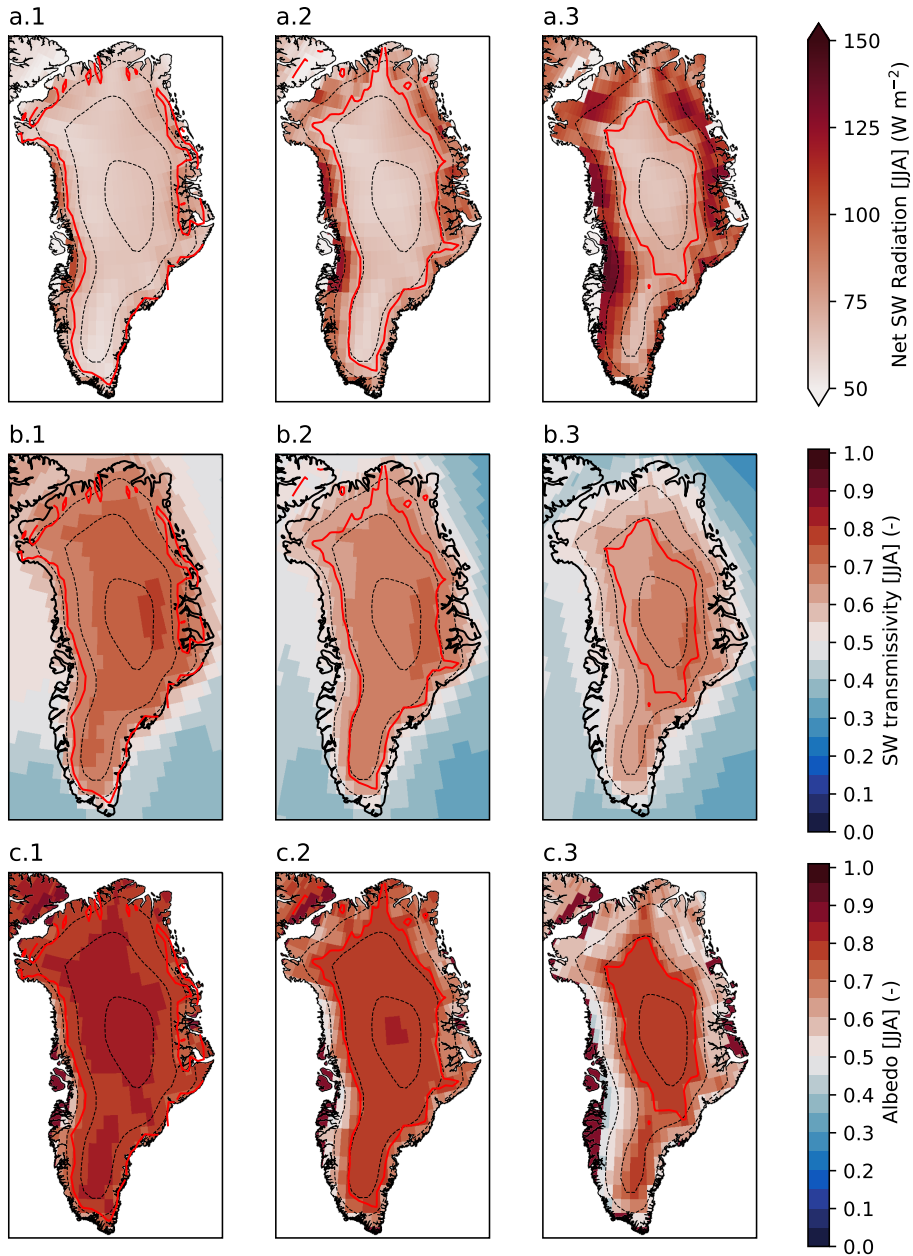 a.1
a.2
a.3
150
125
100
75
50
Net SW Radiation [JJA] (W m⁻²)
b.1
b.2
b.3
1.0
0.9
0.8
0.7
0.6
0.5
0.4
0.3
0.2
0.1
0.0
SW transmissivity [JJA] (-)
c.1
c.2
c.3
1.0
0.9
0.8
0.7
0.6
0.5
0.4
0.3
0.2
0.1
0.0
Albedo [JJA] (-)